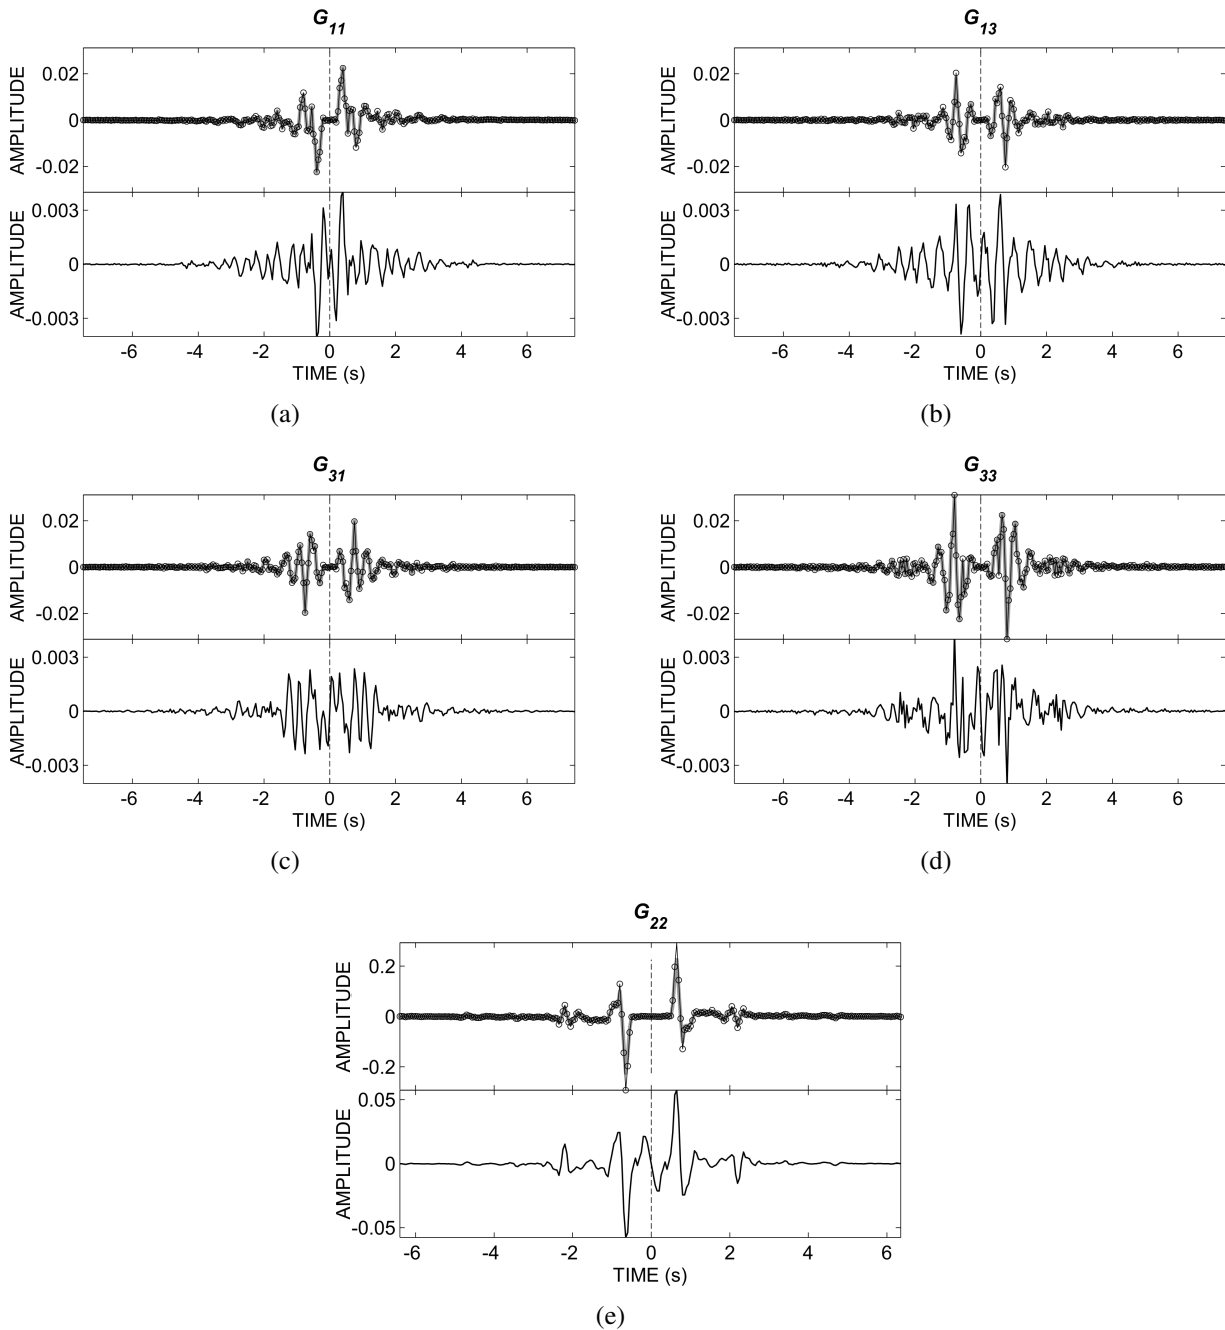 G11
AMPLITUDE
0.02
0
-0.02
AMPLITUDE
0.003
0
-0.003
-6 -4 -2 0 2 4 6
TIME (s)
(a)
G13
AMPLITUDE
0.02
0
-0.02
AMPLITUDE
0.003
0
-0.003
-6 -4 -2 0 2 4 6
TIME (s)
(b)
G31
AMPLITUDE
0.02
0
-0.02
AMPLITUDE
0.003
0
-0.003
-6 -4 -2 0 2 4 6
TIME (s)
(c)
G33
AMPLITUDE
0.02
0
-0.02
AMPLITUDE
0.003
0
-0.003
-6 -4 -2 0 2 4 6
TIME (s)
(d)
G22
AMPLITUDE
0.2
0
-0.2
AMPLITUDE
0.05
0
-0.05
-6 -4 -2 0 2 4 6
TIME (s)
(e)